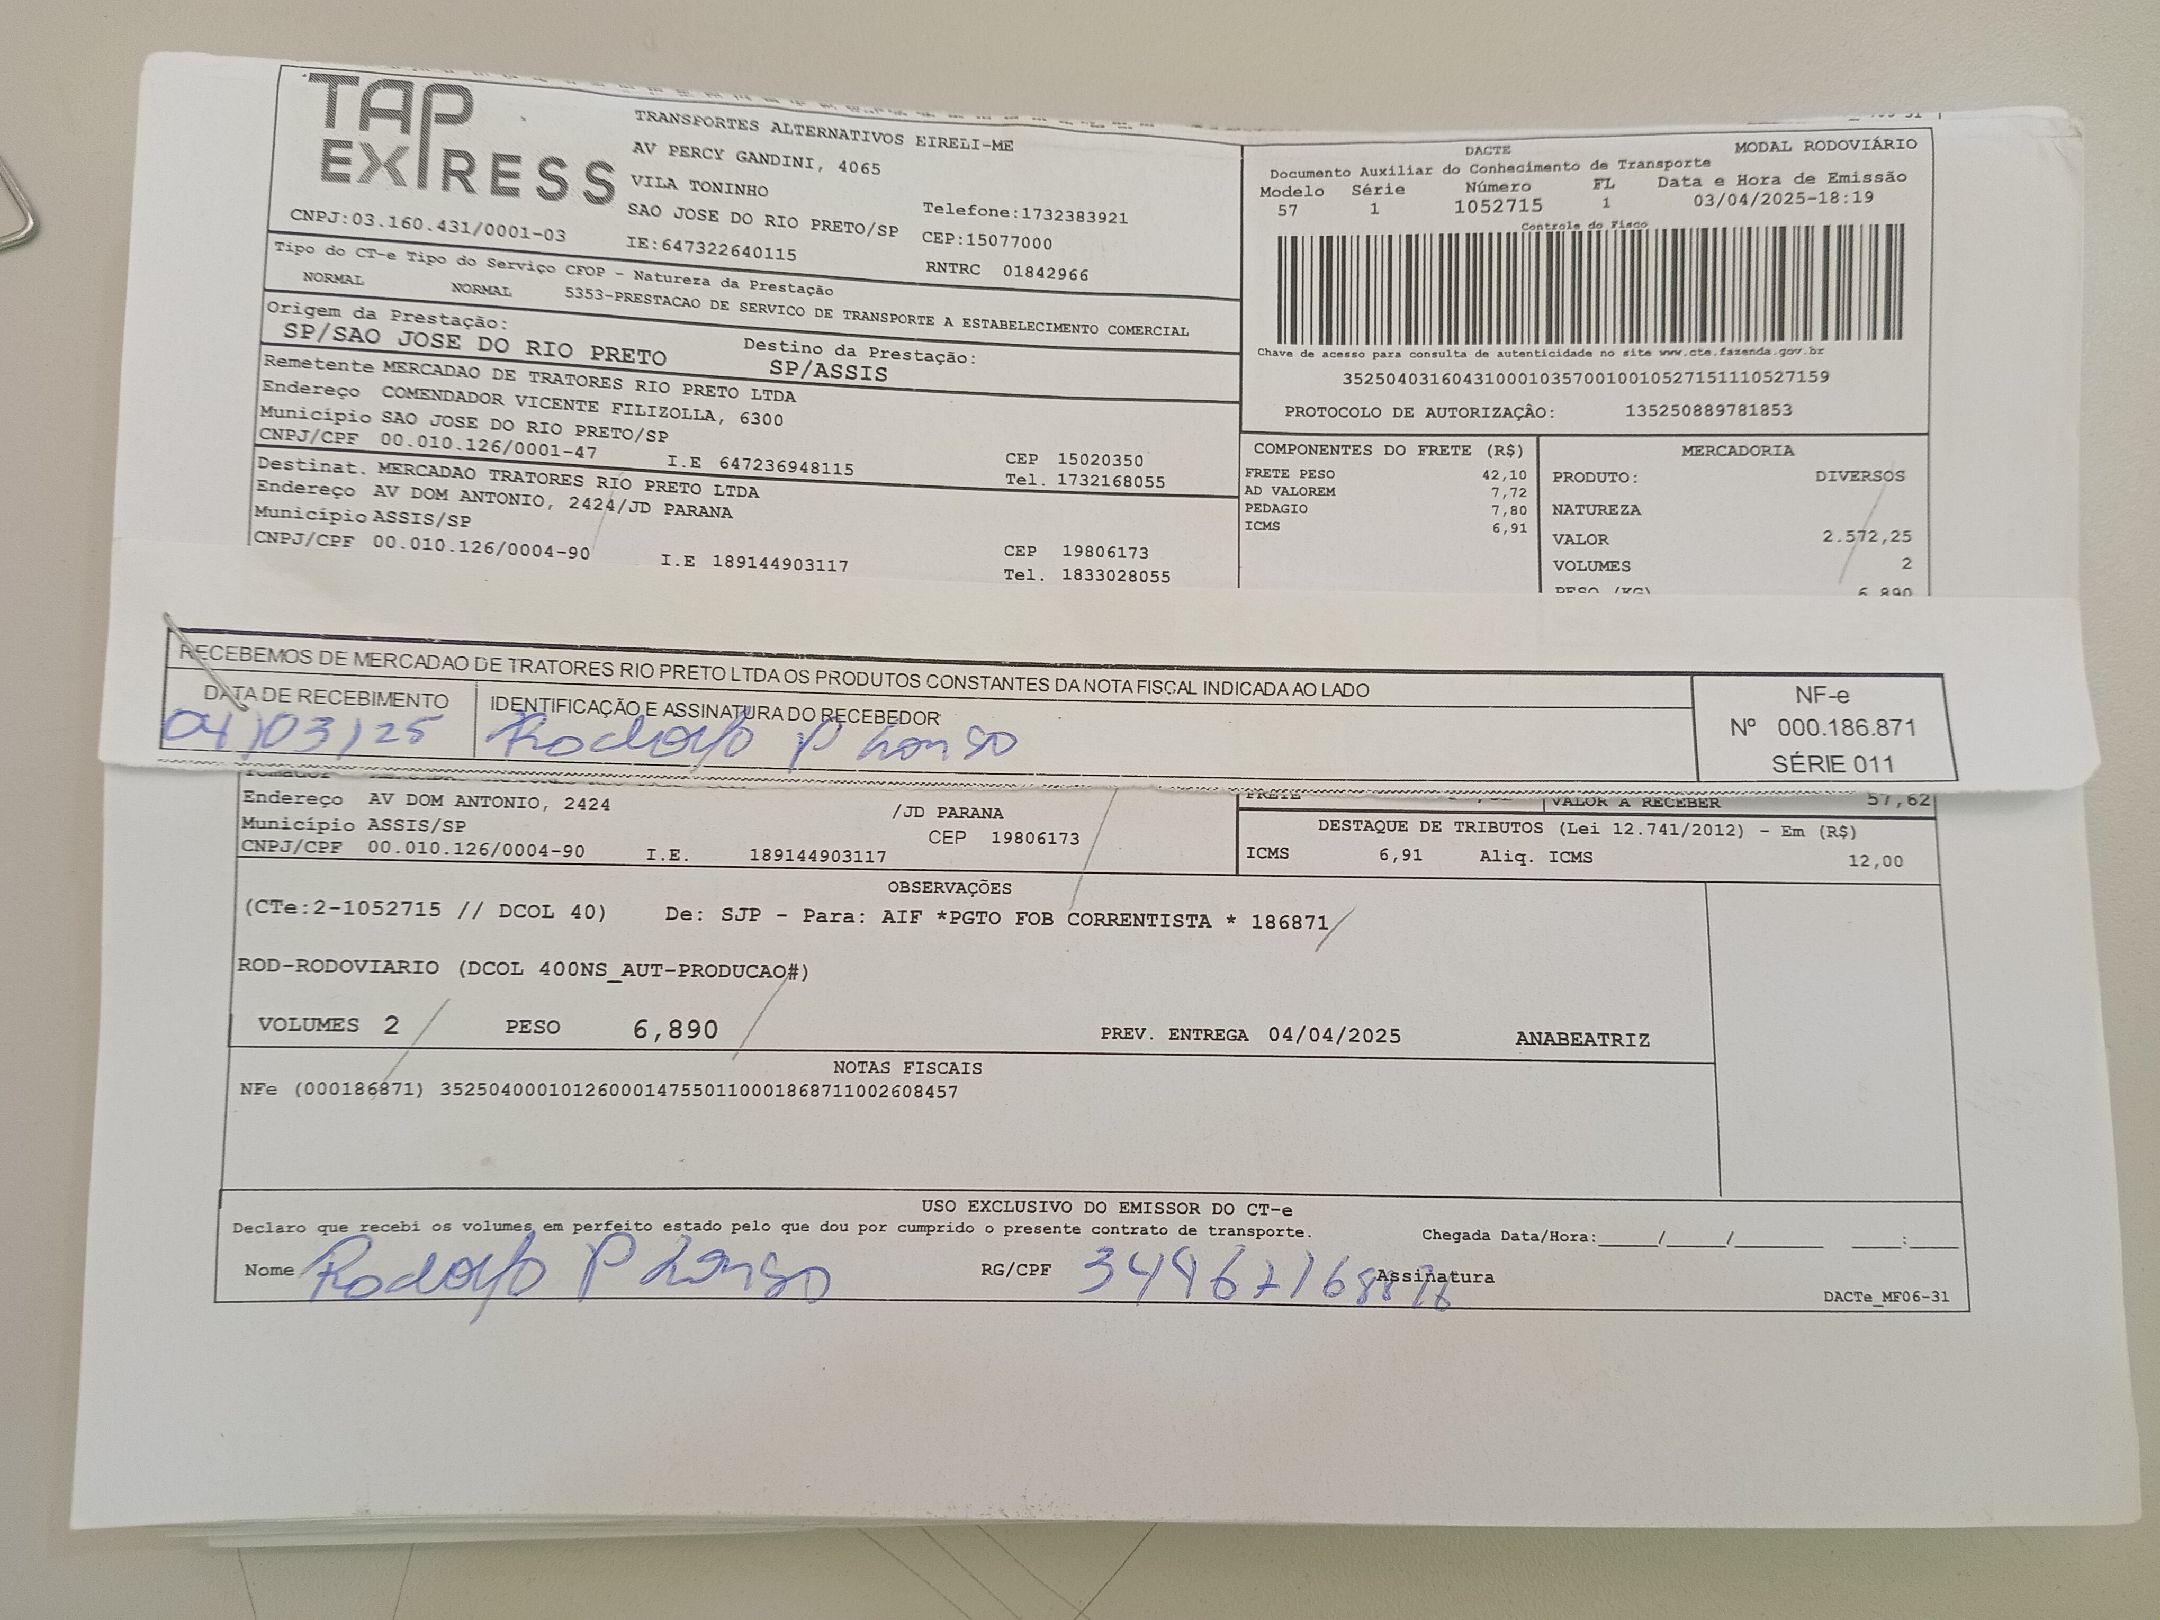 TAP EXPRESS
TRANSPORTES ALTERNATIVOS EIRELI-ME
AV PERCY GANDINI, 4065
VILA TONINHO
SAO JOSE DO RIO PRETO/SP
Telefone:1732383921
CEP:15077000
CNPJ:03.160.431/0001-03
IE:647322640115
RNTRC 01842966
Tipo do CT-e Tipo do Serviço CFOP - Natureza da Prestação
NORMAL NORMAL 5353-PRESTACAO DE SERVICO DE TRANSPORTE A ESTABELECIMENTO COMERCIAL
Origem da Prestação:
SP/SAO JOSE DO RIO PRETO
Destino da Prestação:
SP/ASSIS
Remetente MERCADAO DE TRATORES RIO PRETO LTDA
Endereço COMENDADOR VICENTE FILIZOLLA, 6300
Município SAO JOSE DO RIO PRETO/SP
CNPJ/CPF 00.010.126/0001-47 I.E 647236948115
CEP 15020350
Tel. 1732168055
Destinat. MERCADAO TRATORES RIO PRETO LTDA
Endereço AV DOM ANTONIO, 2424/JD PARANA
Município ASSIS/SP
CNPJ/CPF 00.010.126/0004-90 I.E 189144903117
CEP 19806173
Tel. 1833028055
DACTE MODAL RODOVIÁRIO
Documento Auxiliar do Conhecimento de Transporte
Modelo Série Número FL Data e Hora de Emissão
57 1 1052715 1 03/04/2025-18:19
Controle do Fisco
Chave de acesso para consulta de autenticidade no site www.cte.fazenda.gov.br
35250403160431000103570010010527151110527159
PROTOCOLO DE AUTORIZAÇÃO: 135250889781853
COMPONENTES DO FRETE (R$)
FRETE PESO 42,10
AD VALOREM 7,72
PEDAGIO 7,80
ICMS 6,91
MERCADORIA
PRODUTO: DIVERSOS
NATUREZA
VALOR 2.572,25
VOLUMES 2
PESO (KG) 6,890
RECEBEMOS DE MERCADAO DE TRATORES RIO PRETO LTDA OS PRODUTOS CONSTANTES DA NOTA FISCAL INDICADA AO LADO
DATA DE RECEBIMENTO
04/03/25
IDENTIFICAÇÃO E ASSINATURA DO RECEBEDOR
Rodolfo P
NF-e
Nº 000.186.871
SÉRIE 011
Endereço AV DOM ANTONIO, 2424 /JD PARANA
Município ASSIS/SP CEP 19806173
CNPJ/CPF 00.010.126/0004-90 I.E. 189144903117
FRETE VALOR A RECEBER 57,62
DESTAQUE DE TRIBUTOS (Lei 12.741/2012) - Em (R$)
ICMS 6,91 Aliq. ICMS 12,00
OBSERVAÇÕES
(CTe:2-1052715 // DCOL 40) De: SJP - Para: AIF *PGTO FOB CORRENTISTA * 186871
ROD-RODOVIARIO (DCOL 400NS_AUT-PRODUCAO#)
VOLUMES 2 PESO 6,890 PREV. ENTREGA 04/04/2025 ANABEATRIZ
NOTAS FISCAIS
NFe (000186871) 35250400010126000147550110001868711002608457
USO EXCLUSIVO DO EMISSOR DO CT-e
Declaro que recebi os volumes em perfeito estado pelo que dou por cumprido o presente contrato de transporte.
Chegada Data/Hora:____/____/______ ___:___
Nome Rodolfo P RG/CPF Assinatura
DACTe_MF06-31